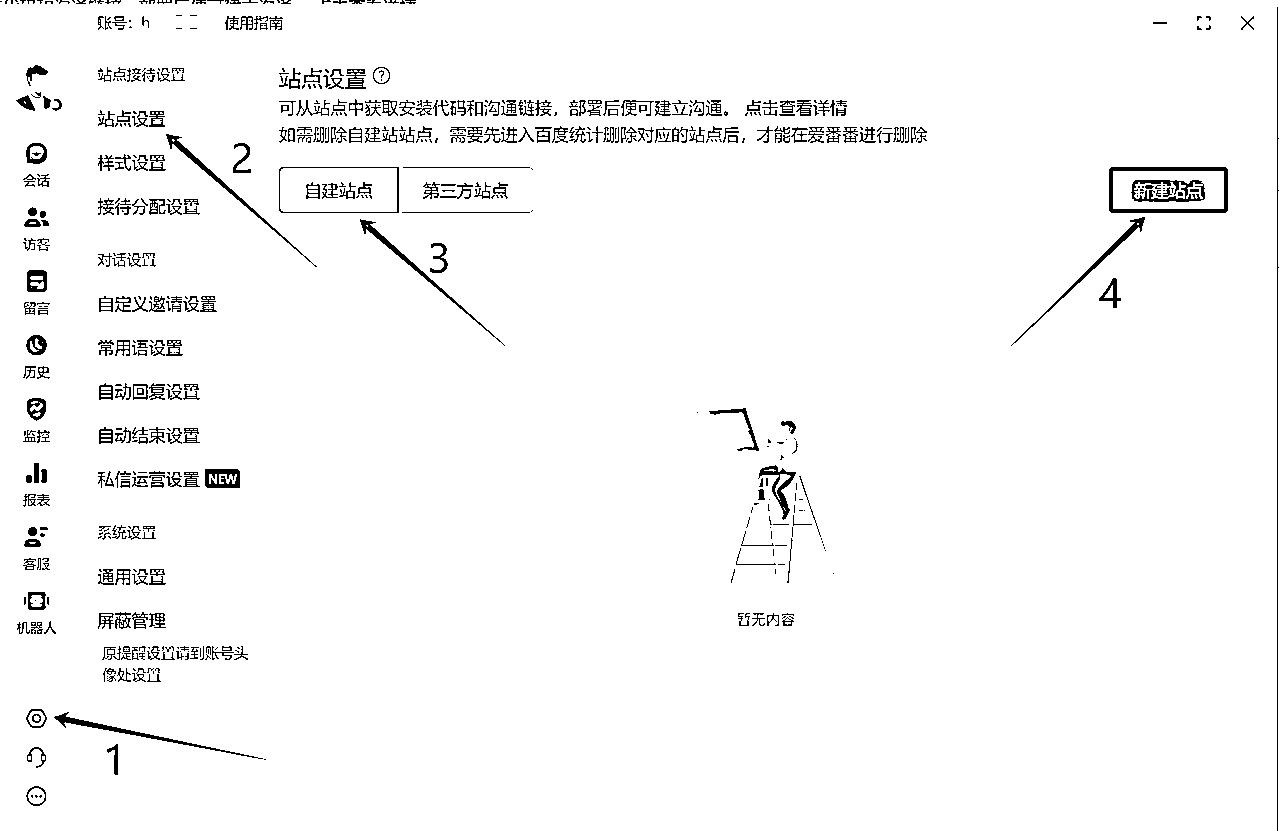 账号：h
使用指南
站点接待设置
站点设置
样式设置
接待分配设置
对话设置
自定义邀请设置
常用语设置
自动回复设置
自动结束设置
私信运营设置 NEW
系统设置
通用设置
屏蔽管理
原提醒设置请到账号头
像处设置
会话
访客
留言
历史
监控
报表
客服
机器人
站点设置
可从站点中获取安装代码和沟通链接，部署后便可建立沟通。 点击查看详情
如需删除自建站站点，需要先进入百度统计删除对应的站点后，才能在爱番番进行删除
自建站点
第三方站点
新建站点
暂无内容
1
2
3
4